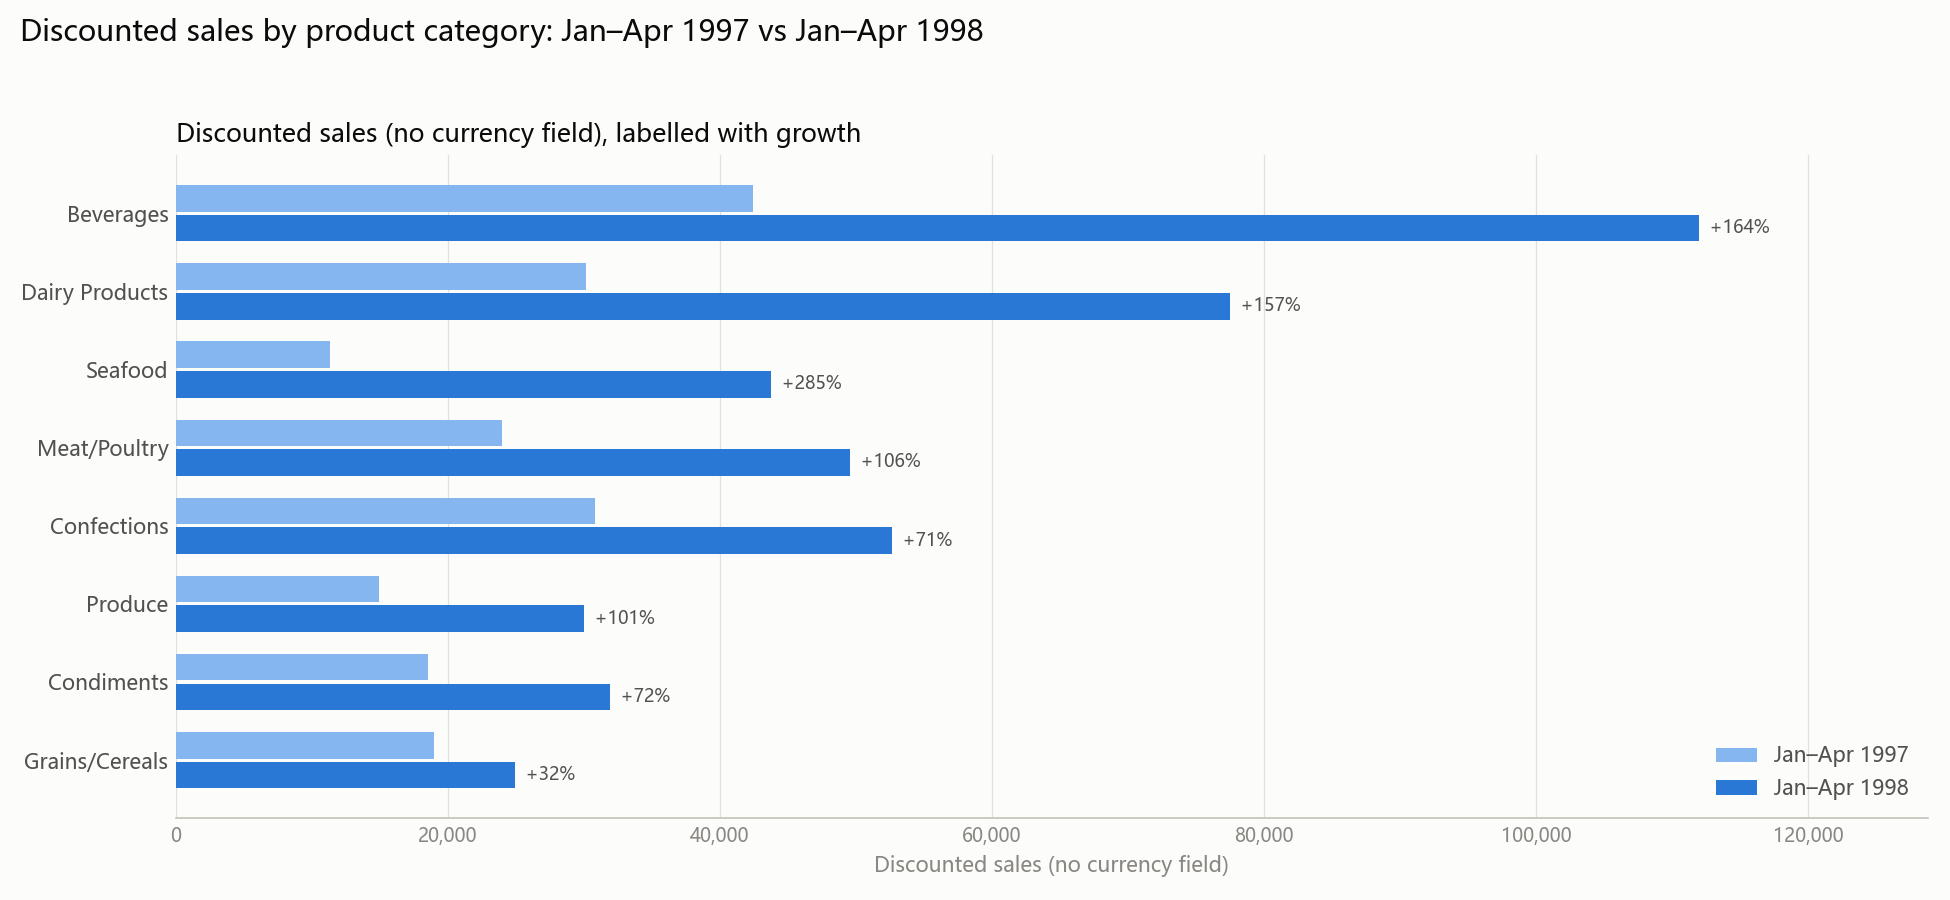 Discounted sales by product category: Jan–Apr 1997 vs Jan–Apr 1998
Discounted sales (no currency field), labelled with growth
Beverages
+164%
Dairy Products
+157%
Seafood
+285%
Meat/Poultry
+106%
Confections
+71%
Produce
+101%
Condiments
+72%
Grains/Cereals
+32%
Jan–Apr 1997
Jan–Apr 1998
0 20,000 40,000 60,000 80,000 100,000 120,000
Discounted sales (no currency field)